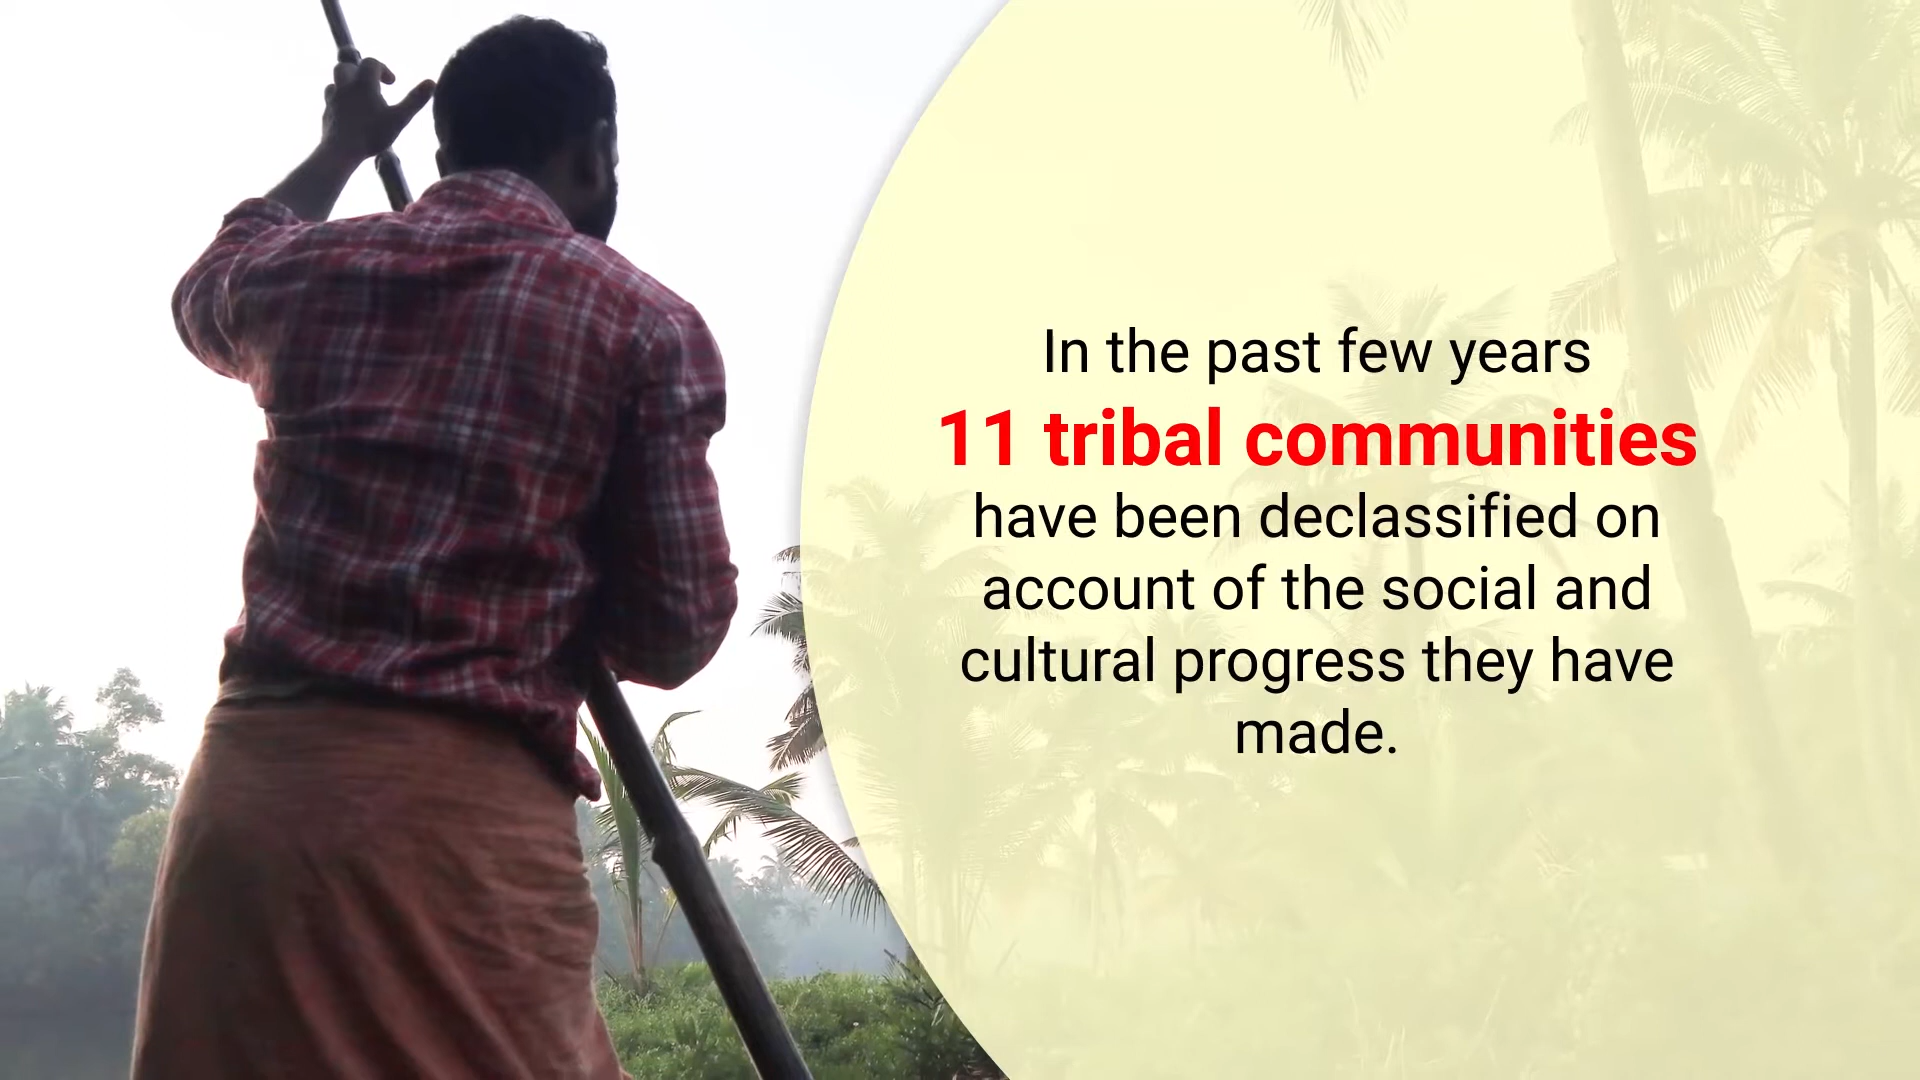 In the past few years
11 tribal communities
have been declassified on
account of the social and
cultural progress they have
made.